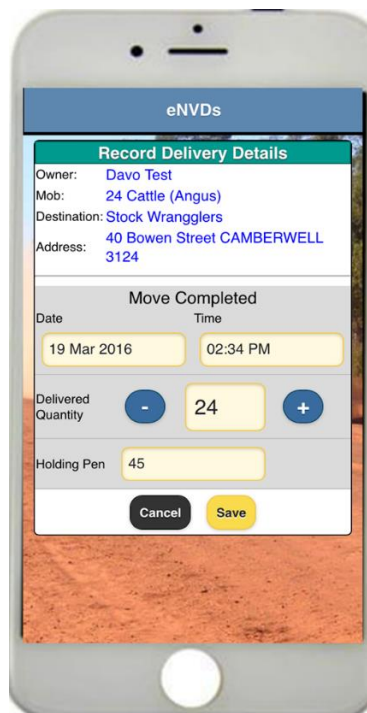 eNVDs
Record Delivery Details
Owner: Davo Test
Mob: 24 Cattle (Angus)
Destination: Stock Wrangglers
Address: 40 Bowen Street CAMBERWELL
3124
Move Completed
Date Time
19 Mar 2016 02:34 PM
Delivered
Quantity - 24 +
Holding Pen 45
Cancel Save